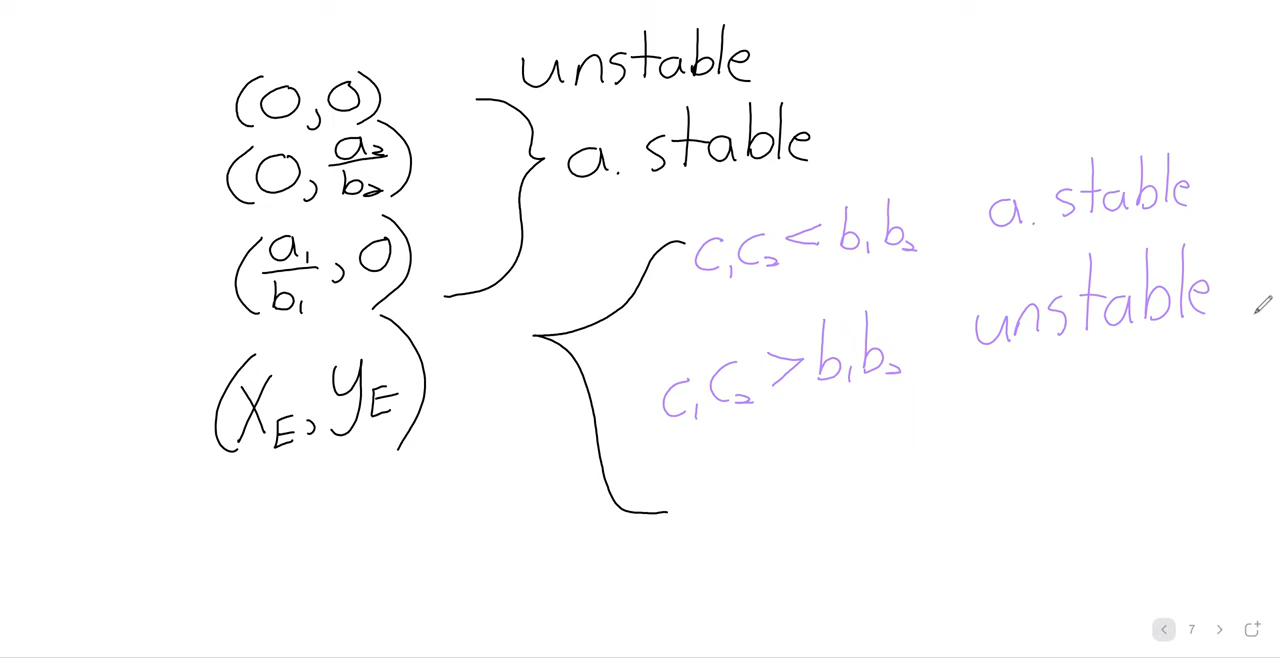 unstable
(0,0)
a. stable
(0, a₂/b₂)
(a₁/b₁, 0)
c₁c₂ < b₁b₂ a. stable
c₁c₂ > b₁b₂ unstable
(x_E, y_E)
7